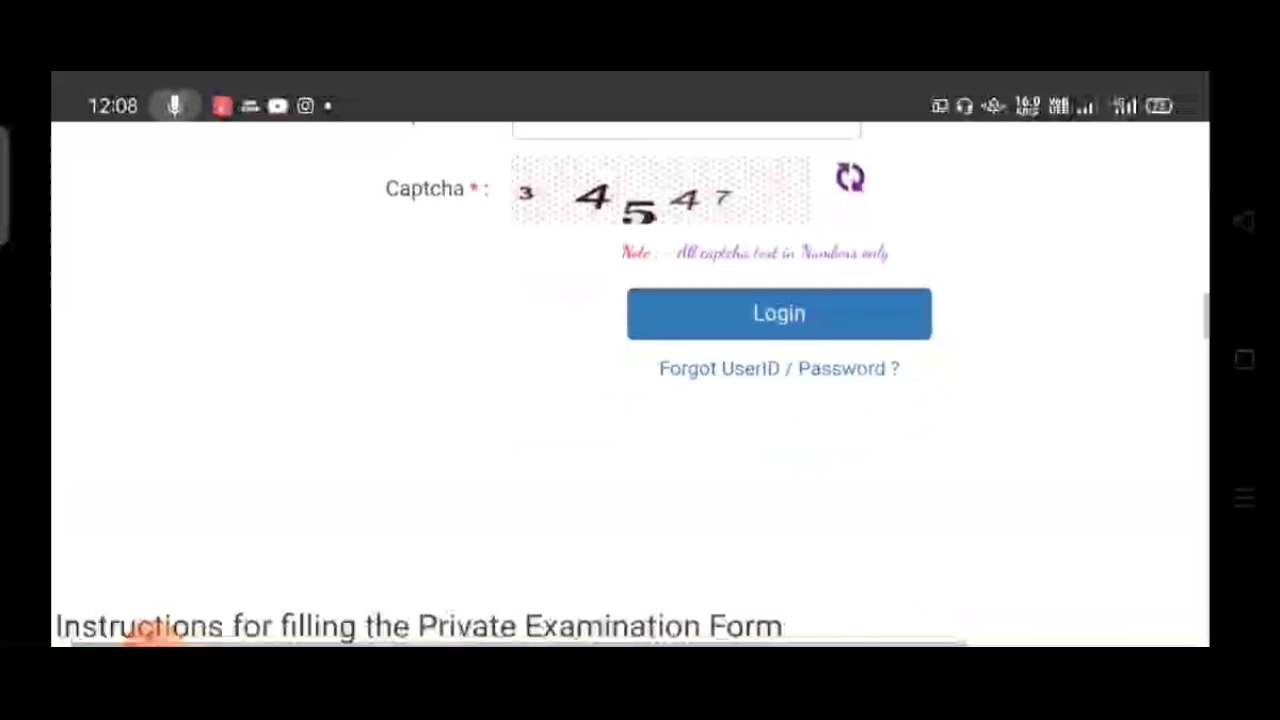 12:08
Captcha * :
3 4 5 4 7
Note : - All captcha text in Numbers only
Login
Forgot UserID / Password ?
Instructions for filling the Private Examination Form